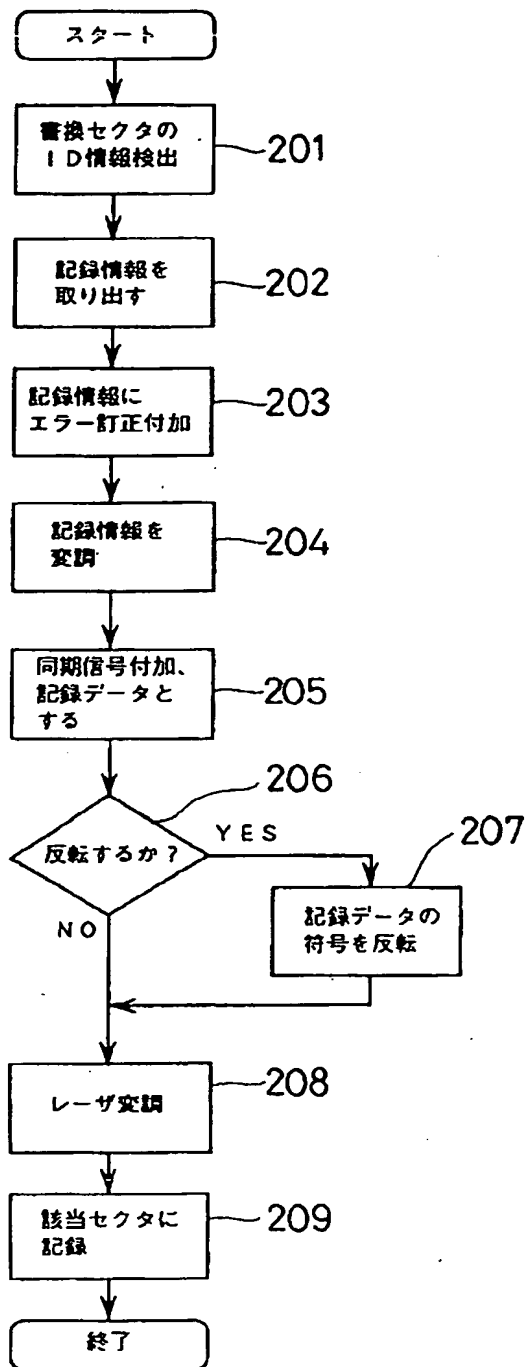 スタート
書換セクタの
ID情報検出
201
記録情報を
取り出す
202
記録情報に
エラー訂正付加
203
記録情報を
変調
204
同期信号付加、
記録データと
する
205
206
反転するか？
YES
NO
207
記録データの
符号を反転
レーザ変調
208
該当セクタに
記録
209
終了